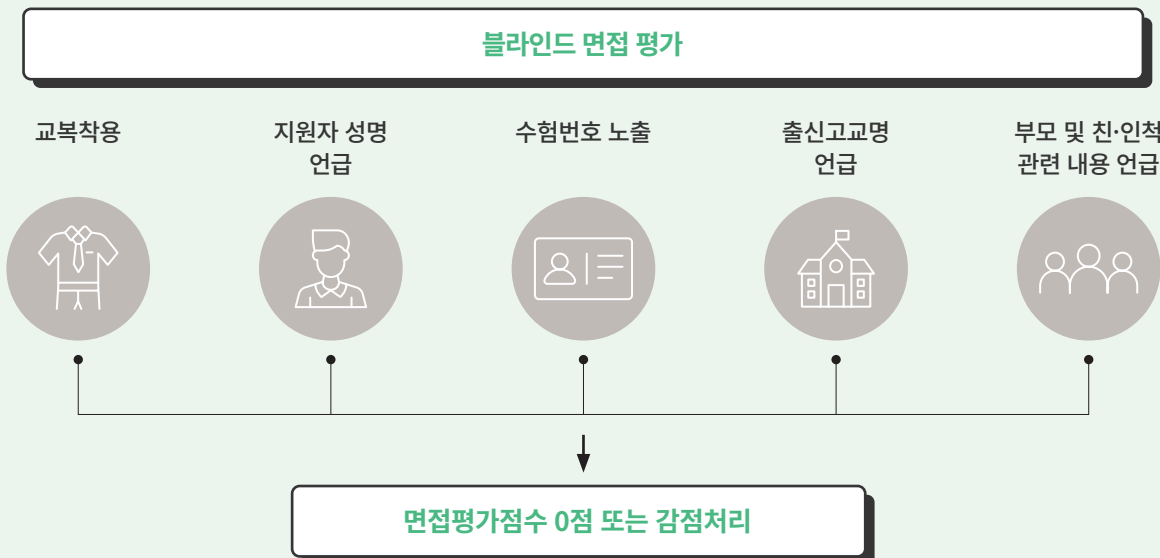 블라인드 면접 평가
교복착용
지원자 성명
언급
수험번호 노출
출신고교명
언급
부모 및 친·인척
관련 내용 언급
면접평가점수 0점 또는 감점처리